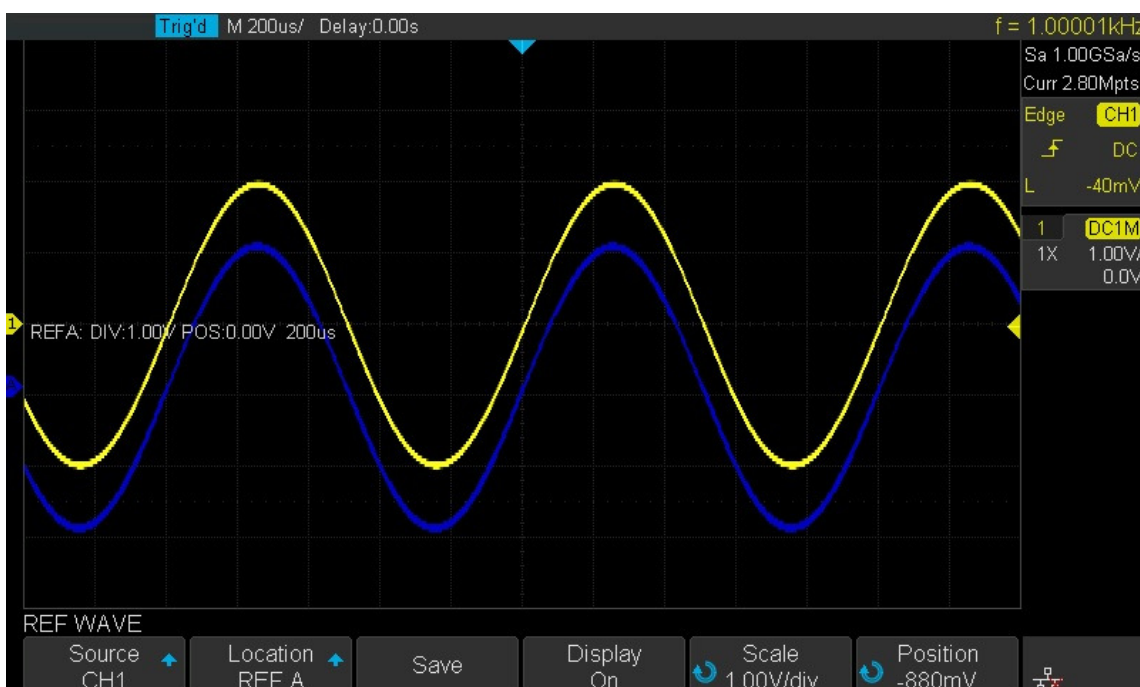 Trig'd M 200us/ Delay:0.00s f = 1.00001kHz
Sa 1.00GSa/s
Curr 2.80Mpts
Edge CH1
DC
L -40mV
1 DC1M
1X 1.00V/
0.0V
1
REFA: DIV:1.00V POS:0.00V 200us
REF WAVE
Source Location Save Display Scale Position
CH1 REF A On 1.00V/div -880mV